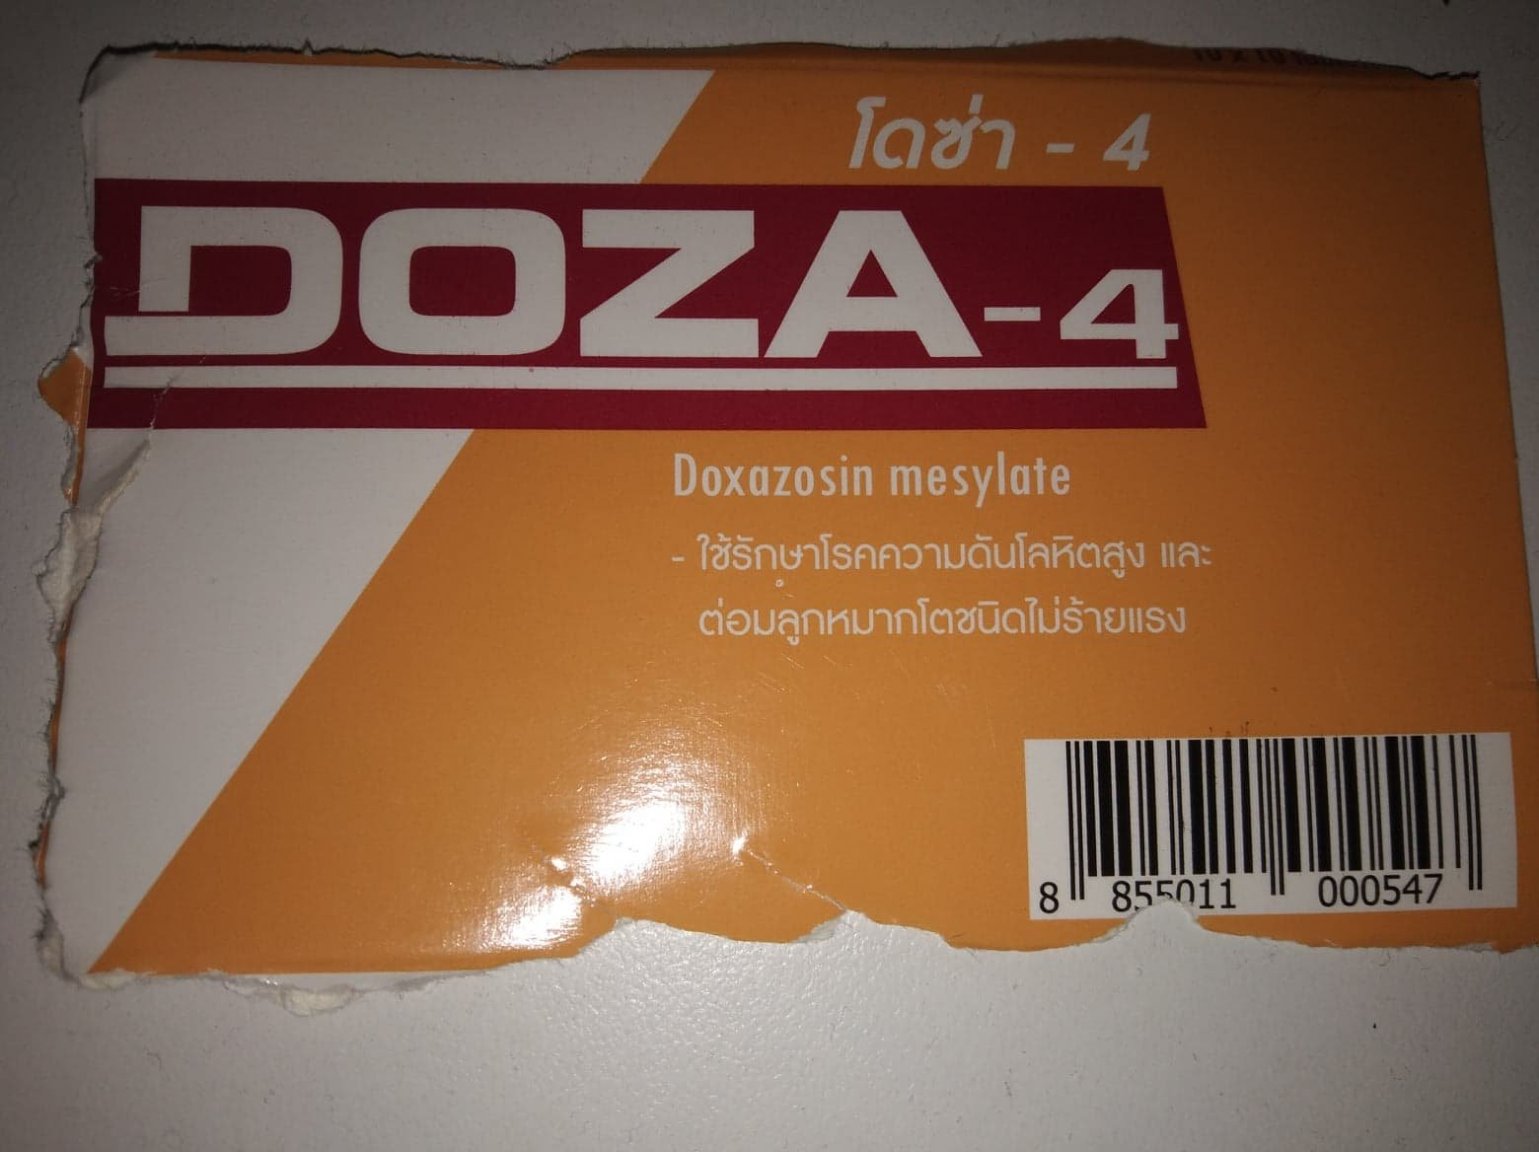 10 x 10
โดซ่า - 4
DOZA-4
Doxazosin mesylate
- ใช้รักษาโรคความดันโลหิตสูง และ
ต่อมลูกหมากโตชนิดไม่ร้ายแรง
8 855011 000547